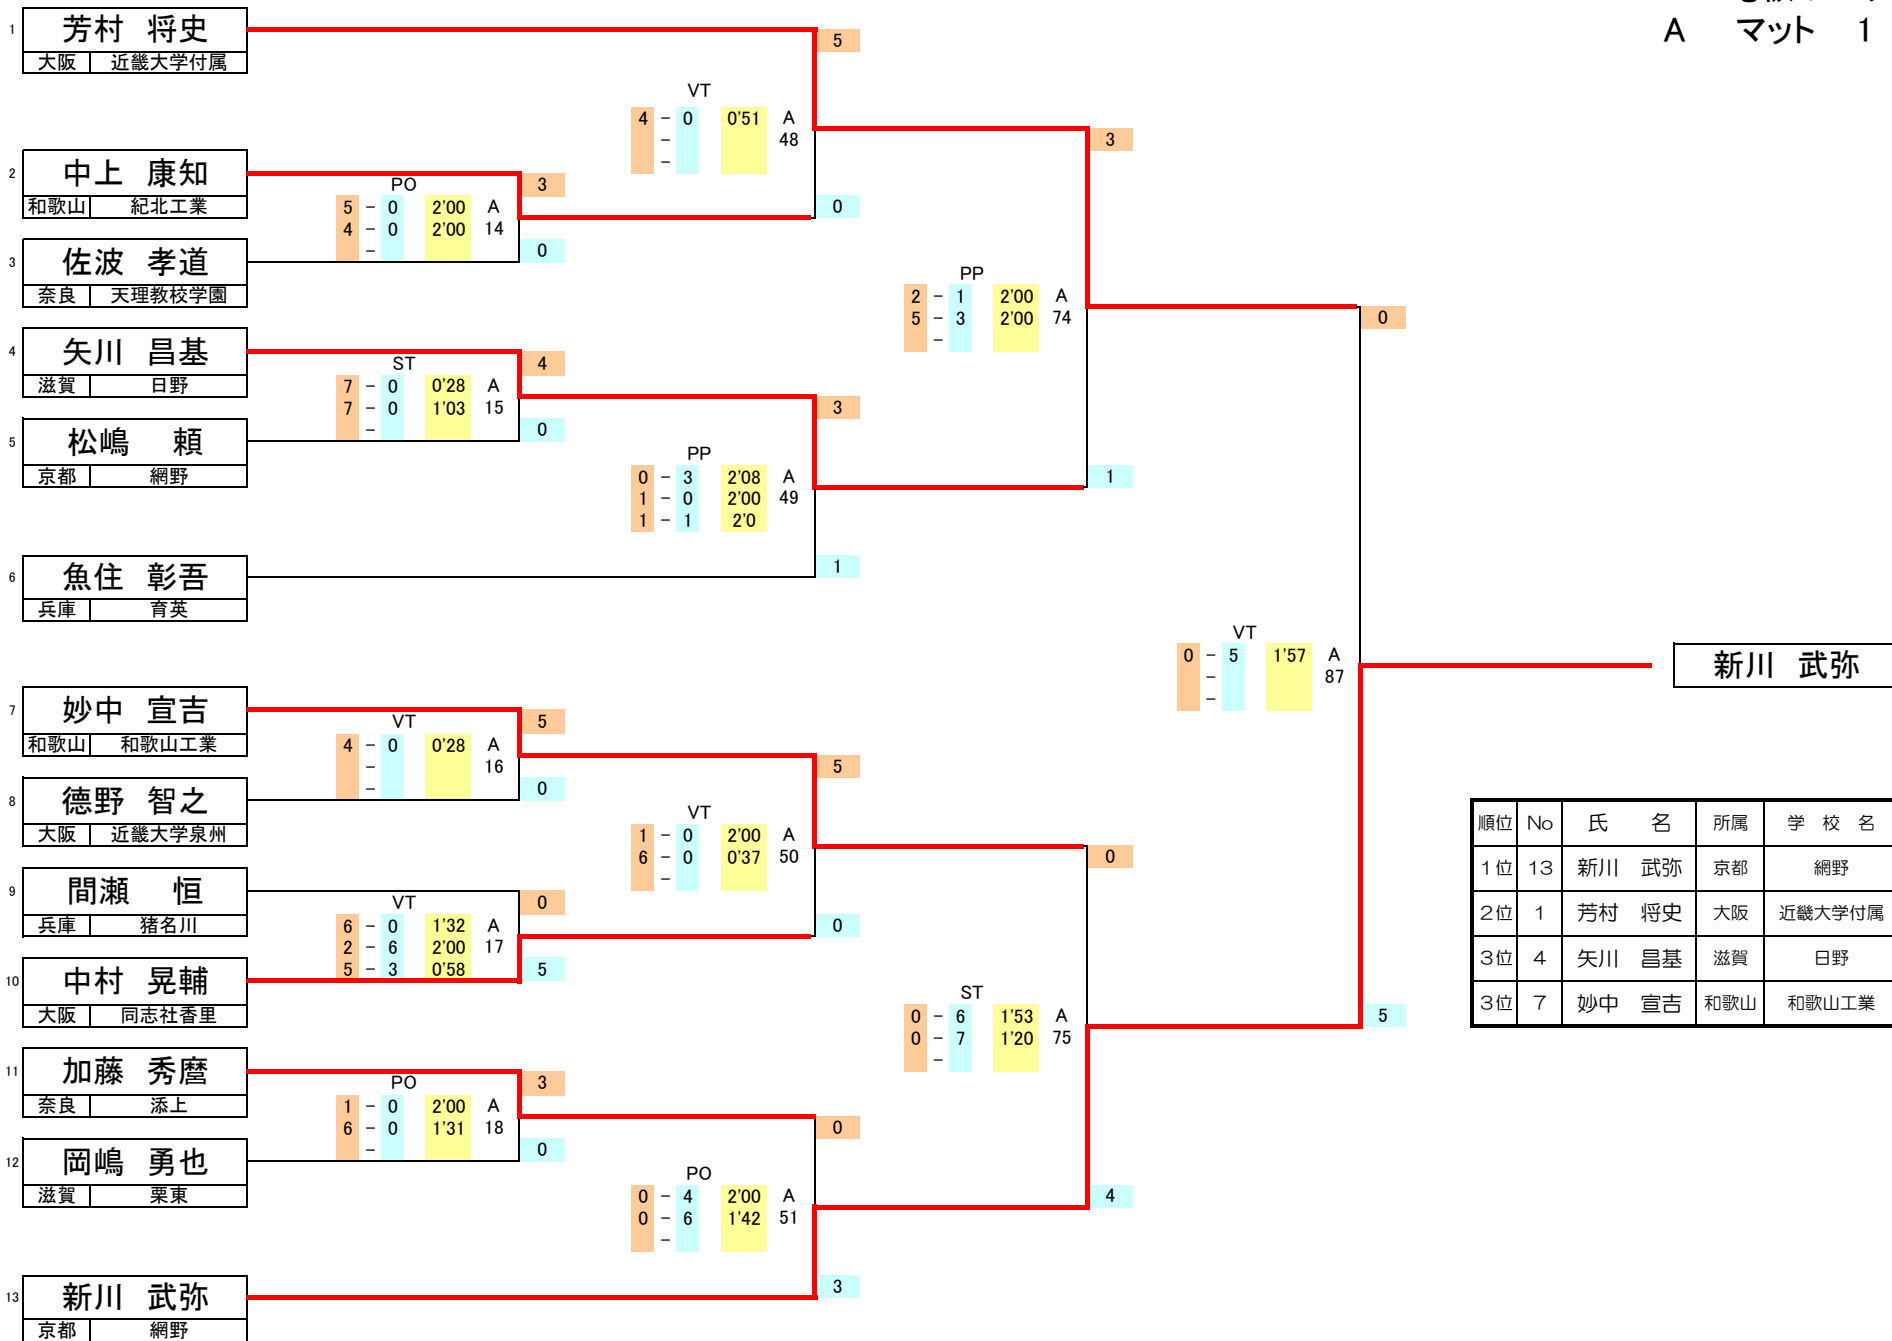 A マット 1
1 芳村 将史 5
大阪 近畿大学付属
VT
4 - 0 0'51 A
- 48
-
3
2 中上 康知 3
和歌山 紀北工業
PO
5 - 0 2'00 A
4 - 0 2'00 14
-
0
3 佐波 孝道 0
奈良 天理教校学園
PP
2 - 1 2'00 A
5 - 3 2'00 74
-
0
4 矢川 昌基 4
滋賀 日野
ST
7 - 0 0'28 A
7 - 0 1'03 15
-
3
5 松嶋 頼 0
京都 網野
PP
0 - 3 2'08 A
1 - 0 2'00 49
1 - 1 2'0
1
6 魚住 彰吾 1
兵庫 育英
VT
0 - 5 1'57 A
- 87
-
新川 武弥
7 妙中 宣吉 5
和歌山 和歌山工業
VT
4 - 0 0'28 A
- 16
-
5
8 德野 智之 0
大阪 近畿大学泉州
VT
1 - 0 2'00 A
6 - 0 0'37 50
-
0
9 間瀬 恒 0
兵庫 猪名川
VT
6 - 0 1'32 A
2 - 6 2'00 17
5 - 3 0'58
0
10 中村 晃輔 5
大阪 同志社香里
ST
0 - 6 1'53 A
0 - 7 1'20 75
-
5
11 加藤 秀麿 3
奈良 添上
PO
1 - 0 2'00 A
6 - 0 1'31 18
-
0
12 岡嶋 勇也 0
滋賀 栗東
PO
0 - 4 2'00 A
0 - 6 1'42 51
-
4
13 新川 武弥 3
京都 網野
順位 No 氏 名 所属 学 校 名
1位 13 新川 武弥 京都 網野
2位 1 芳村 将史 大阪 近畿大学付属
3位 4 矢川 昌基 滋賀 日野
3位 7 妙中 宣吉 和歌山 和歌山工業